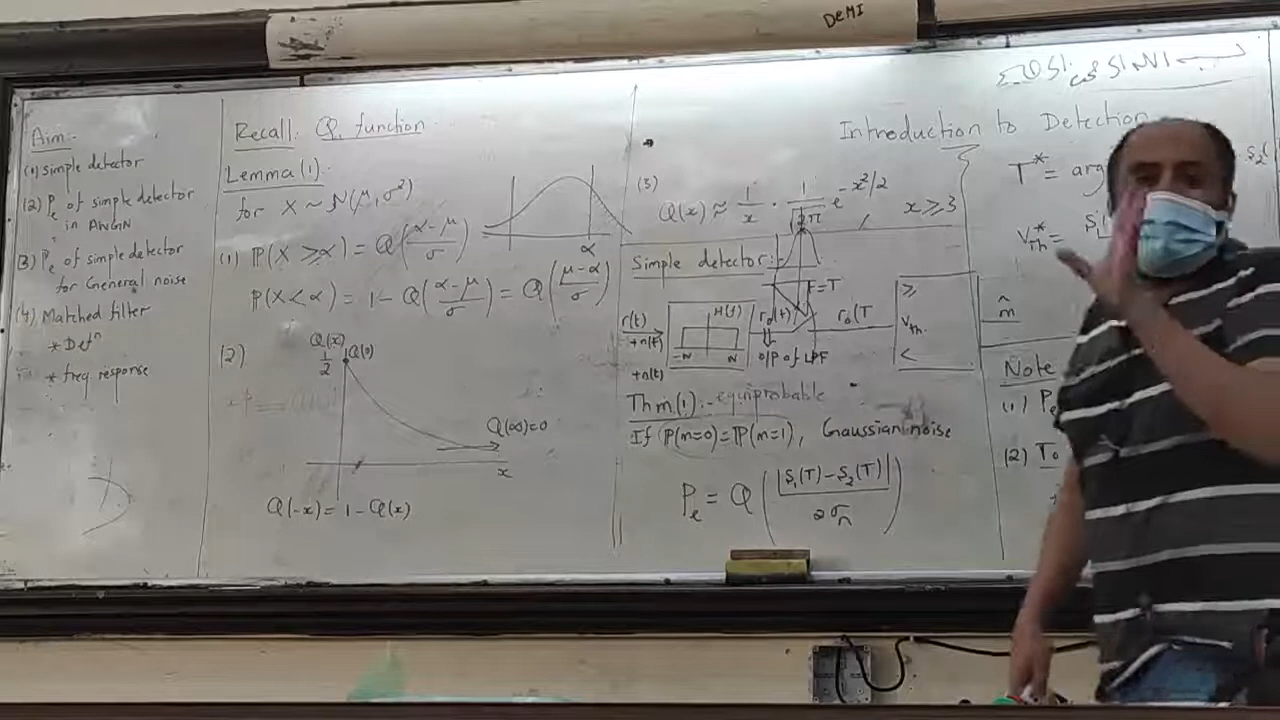 DeMI
Aim:
(1) simple detector
(2) Pe of simple detector
in AWGN
(3) Pe of simple detector
for General noise
(4) Matched filter
* Detⁿ
* freq response
Recall: Q function
Lemma (1):
for X ~ N(μ, σ²)
(1) P(X ≥ α) = Q((α-μ)/σ)
P(X < α) = 1 - Q((α-μ)/σ) = Q((μ-α)/σ)
α
(2)
Q(x)
1/2
Q(0)
Q(∞)=0
x
Q(-x) = 1 - Q(x)
Introduction to Detection
(3)
Q(x) ≈ 1/x · 1/√2π e^(-x²/2), x ≥ 3
Simple detector:
r(t)
+n(t)
+n(t)
H(f)
-N N
r₀(t)
t=T
r₀(T
O/P of LPF
≥
Vth.
<
m̂
Thm.(1):- equiprobable
If P(m=0)=P(m=1), Gaussian noise
Pe = Q(|S₁(T)-S₂(T)|/2σn)
T* = arg
S₂(
V*th =
Note
(1) Pe
(2) To